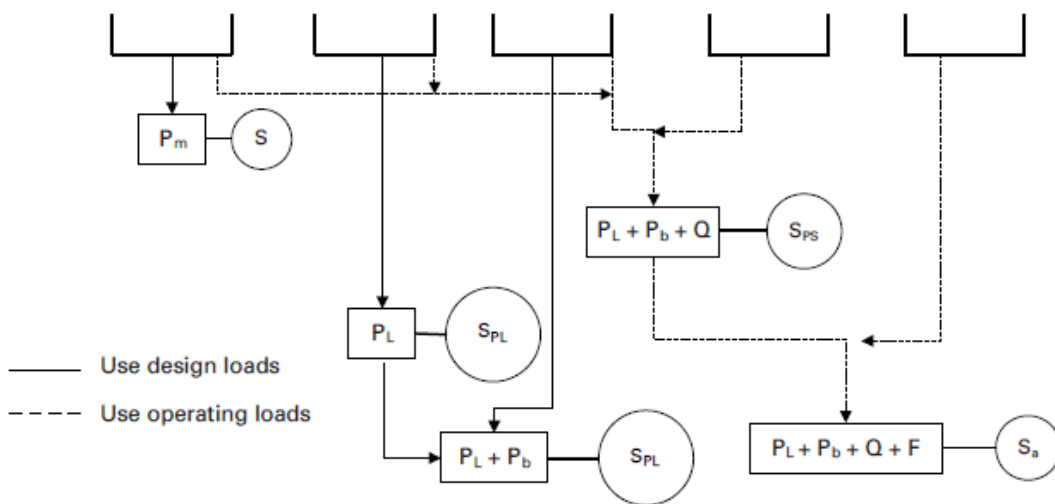 Pm
S
PL + Pb + Q
SPS
PL
SPL
Use design loads
Use operating loads
PL + Pb
SPL
PL + Pb + Q + F
Sa